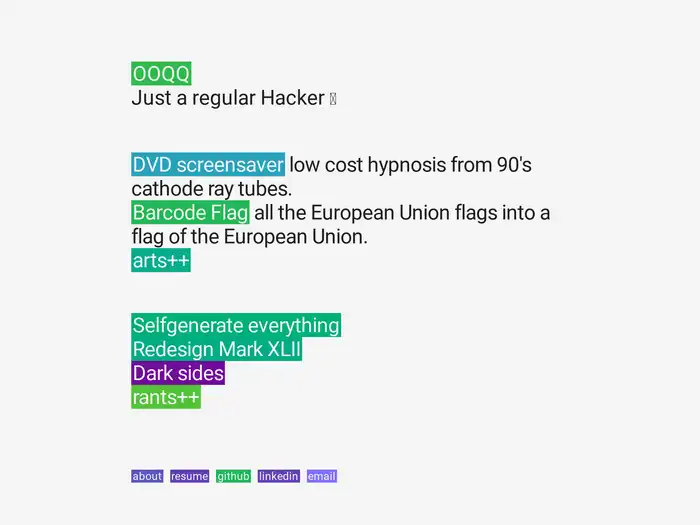 OOQQ
Just a regular Hacker
DVD screensaver low cost hypnosis from 90's
cathode ray tubes.
Barcode Flag all the European Union flags into a
flag of the European Union.
arts++
Selfgenerate everything
Redesign Mark XLII
Dark sides
rants++
about resume github linkedin email